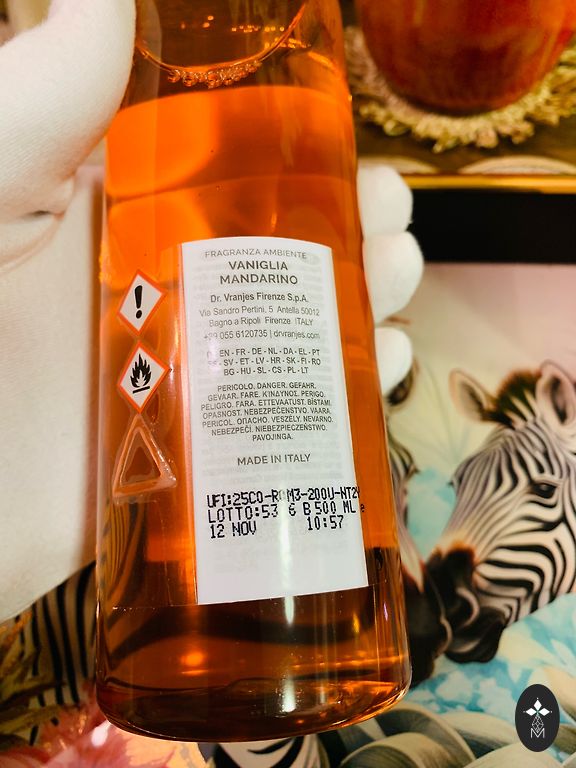 FRAGRANZA AMBIENTE
VANIGLIA
MANDARINO
Dr. Vranjes Firenze S.p.A.
Via Sandro Pertini, 5 Antella 50012
Bagno a Ripoli Firenze ITALY
+39 055 6120735 | drvranjes.com
EN - FR - DE - NL - DA - EL - PT
SV - ET - LV - HR - SK - FI - RO
BG - HU - SL - CS - PL - LT
PERICOLO. DANGER. GEFAHR.
GEVAAR. FARE. ΚΊΝΔΥΝΟΣ. PERIGO.
PELIGRO. FARA. ETTEVAATUST. BĪSTAMI.
OPASNOST. NEBEZPEČENSTVO. VAARA.
PERICOL. ОПАСНО. VESZÉLY. NEVARNO.
NEBEZPEČÍ. NIEBEZPIECZEŃSTWO.
PAVOJINGA.
MADE IN ITALY
LOTTO:53 € B 500 ML e
12 NOV 10:57